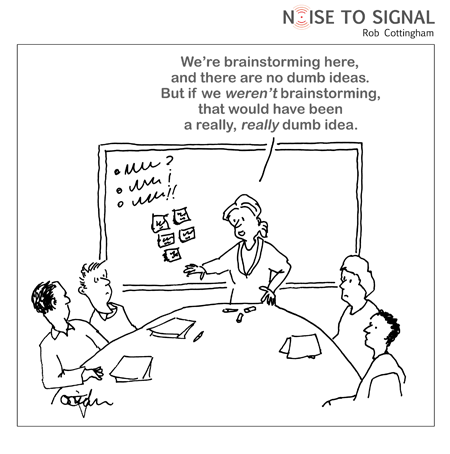 NOISE TO SIGNAL
Rob Cottingham
We're brainstorming here,
and there are no dumb ideas.
But if we weren't brainstorming,
that would have been
a really, really dumb idea.